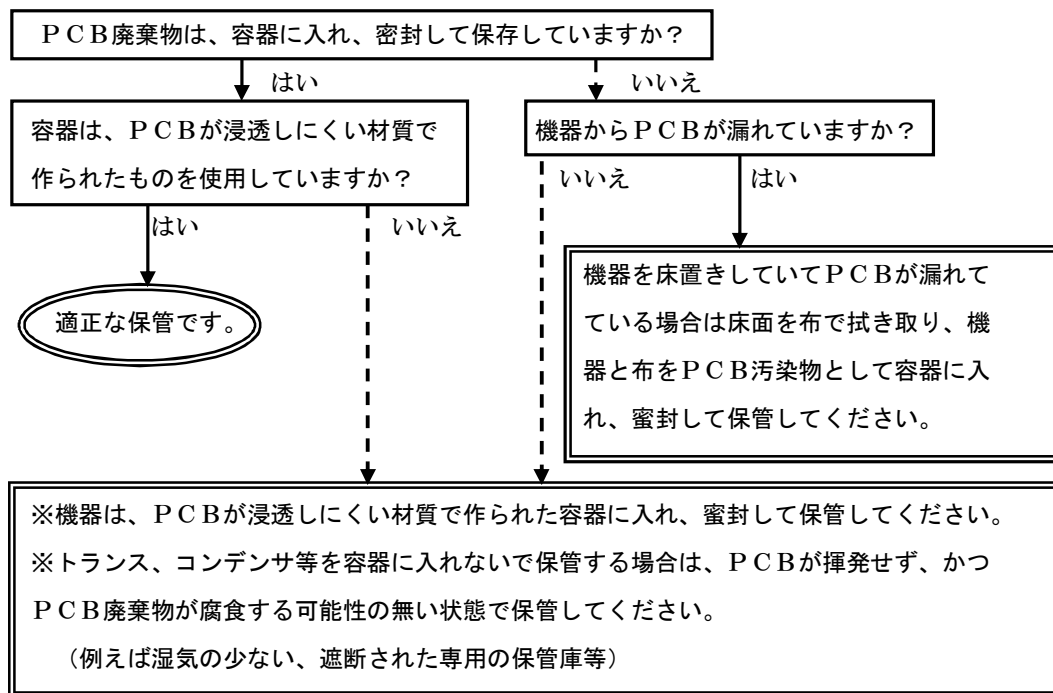 ＰＣＢ廃棄物は、容器に入れ、密封して保存していますか？
はい
いいえ
容器は、ＰＣＢが浸透しにくい材質で
作られたものを使用していますか？
機器からＰＣＢが漏れていますか？
いいえ
はい
はい
いいえ
機器を床置きしていてＰＣＢが漏れて
ている場合は床面を布で拭き取り、機
器と布をＰＣＢ汚染物として容器に入
れ、蜜封して保管してください。
適正な保管です。
※機器は、ＰＣＢが浸透しにくい材質で作られた容器に入れ、蜜封して保管してください。
※トランス、コンデンサ等を容器に入れないで保管する場合は、ＰＣＢが揮発せず、かつ
ＰＣＢ廃棄物が腐食する可能性の無い状態で保管してください。
（例えば湿気の少ない、遮断された専用の保管庫等）